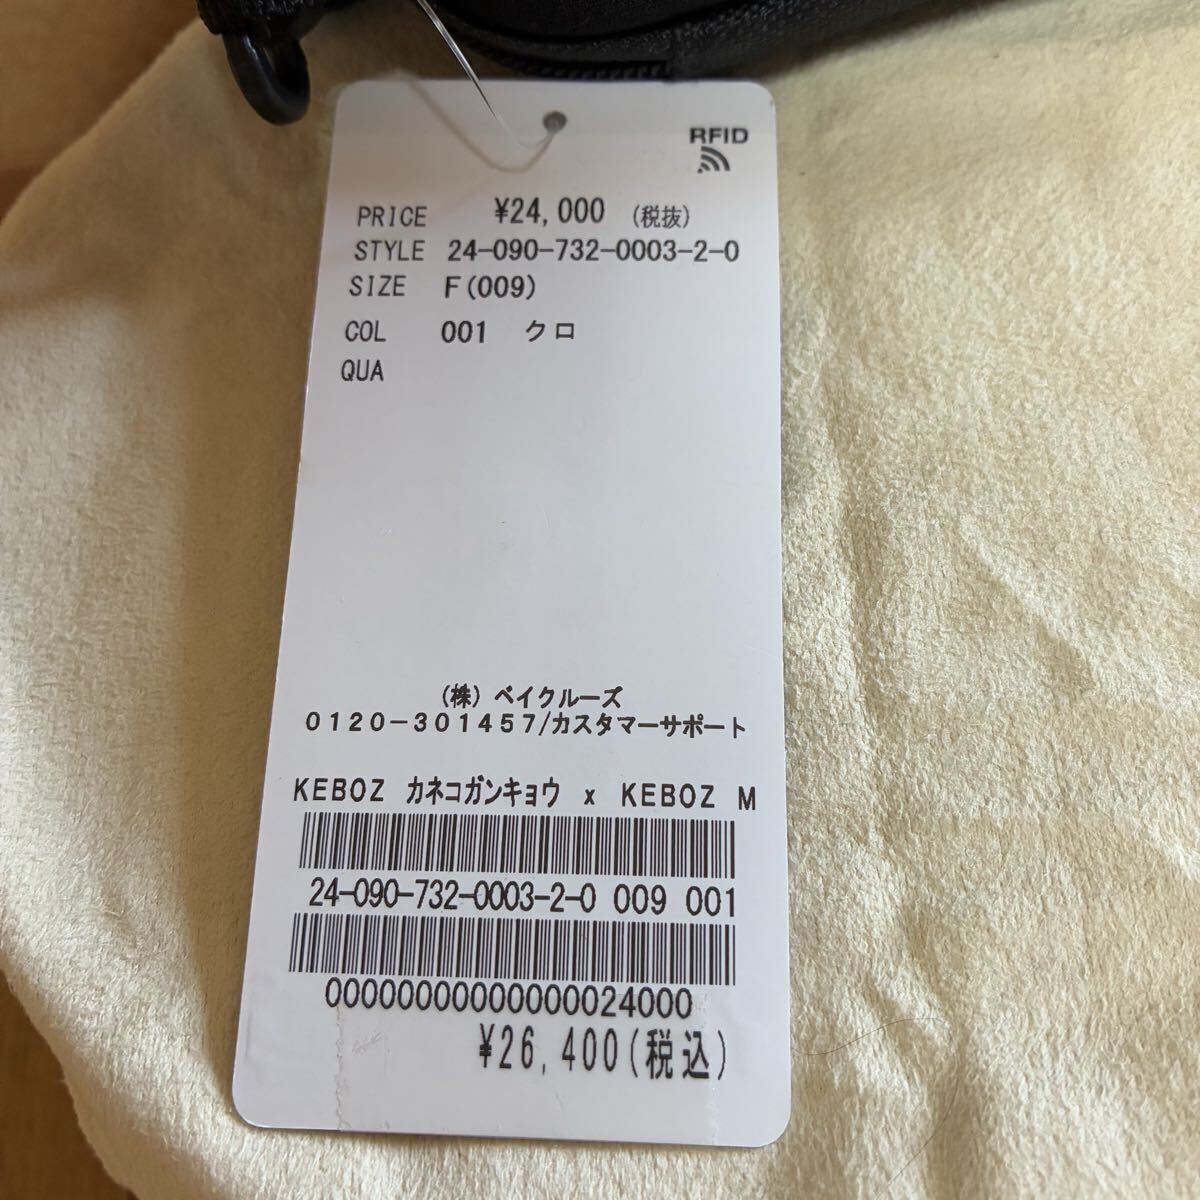 RFID
PRICE ¥24,000 (税抜)
STYLE 24-090-732-0003-2-0
SIZE F(009)
COL 001 クロ
QUA
(株) ベイクルーズ
0120-301457/カスタマーサポート
KEBOZ カネコガンキョウ x KEBOZ M
24-090-732-0003-2-0 009 001
000000000000000024000
¥26,400(税込)